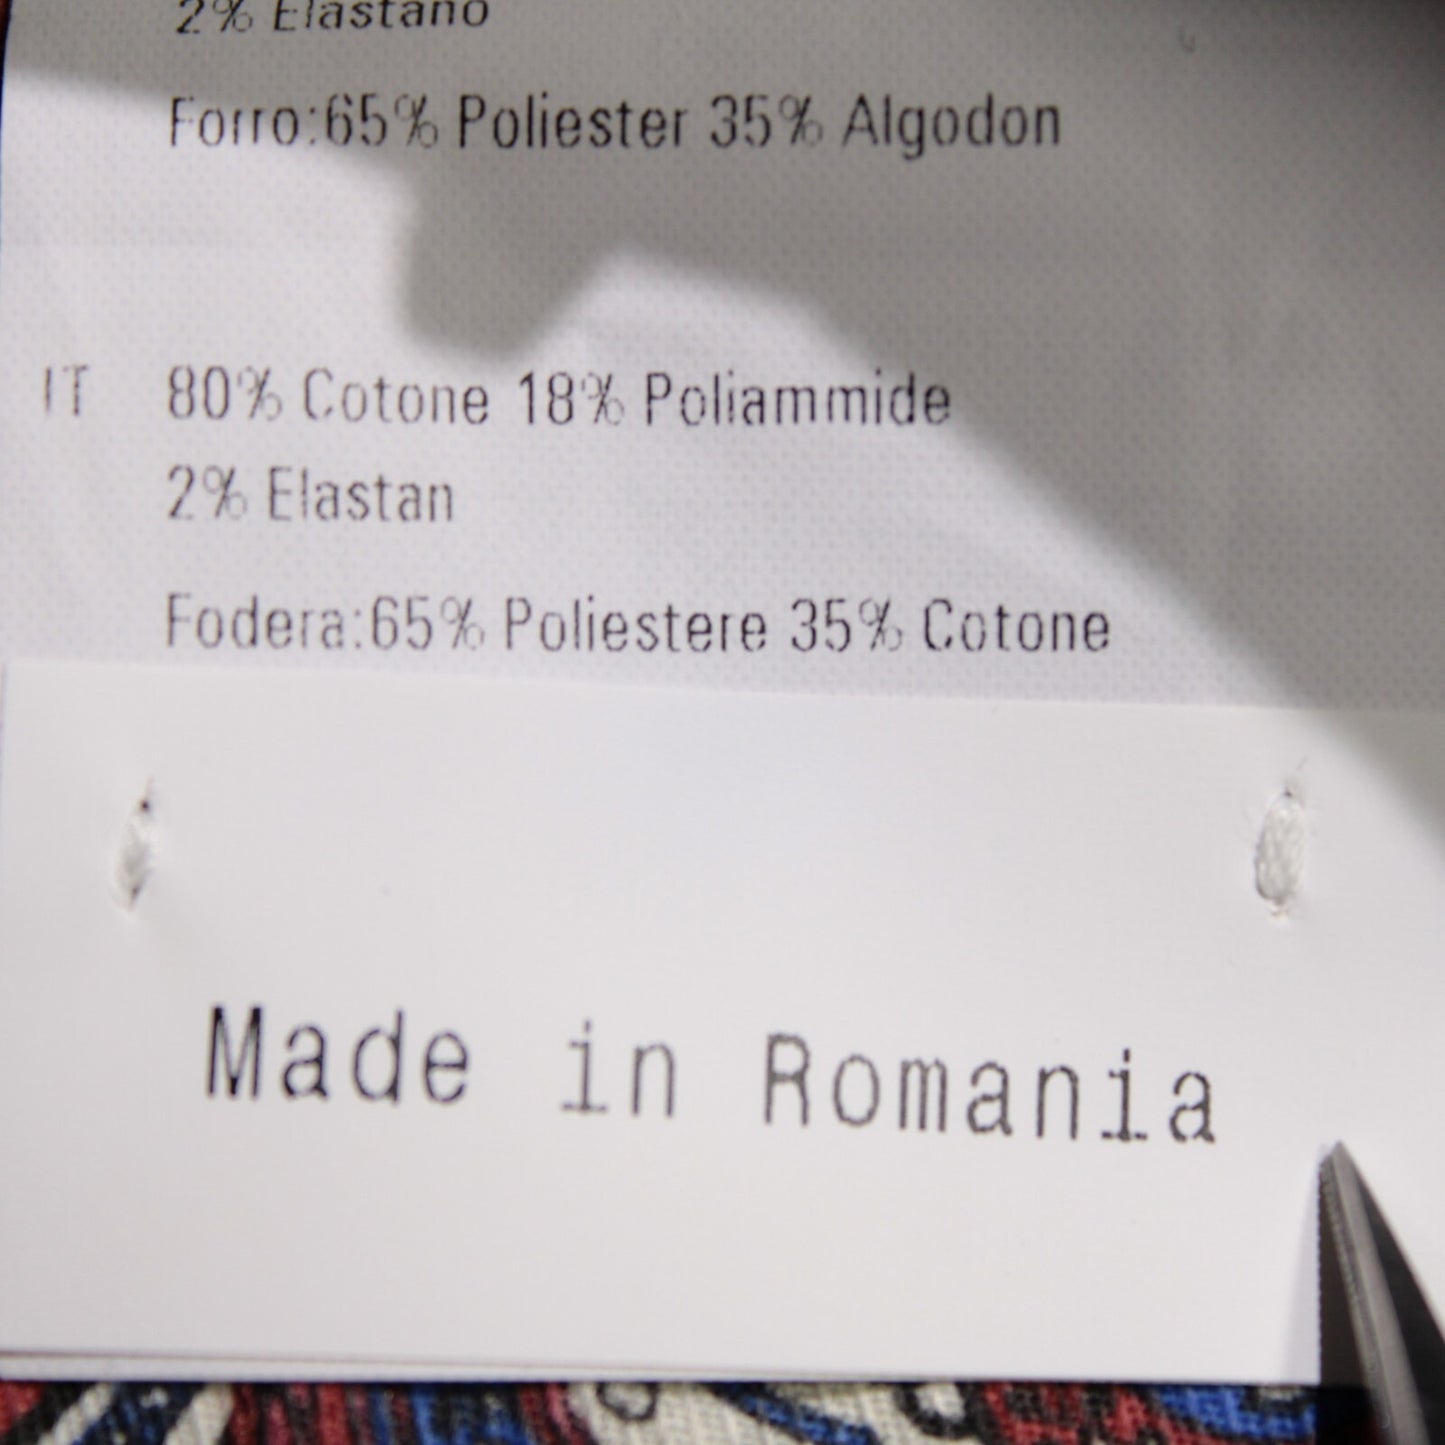 2% Elastano
Forro:65% Poliester 35% Algodon
IT 80% Cotone 18% Poliammide
2% Elastan
Fodera:65% Poliestere 35% Cotone
Made in Romania